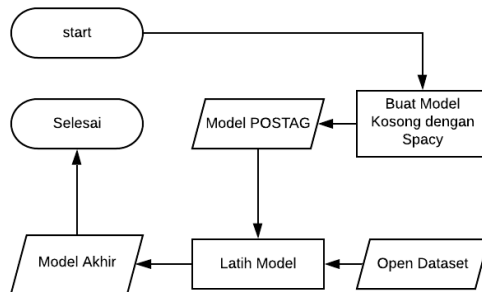 start
Buat Model
Kosong dengan
Spacy
Model POSTAG
Selesai
Model Akhir
Latih Model
Open Dataset